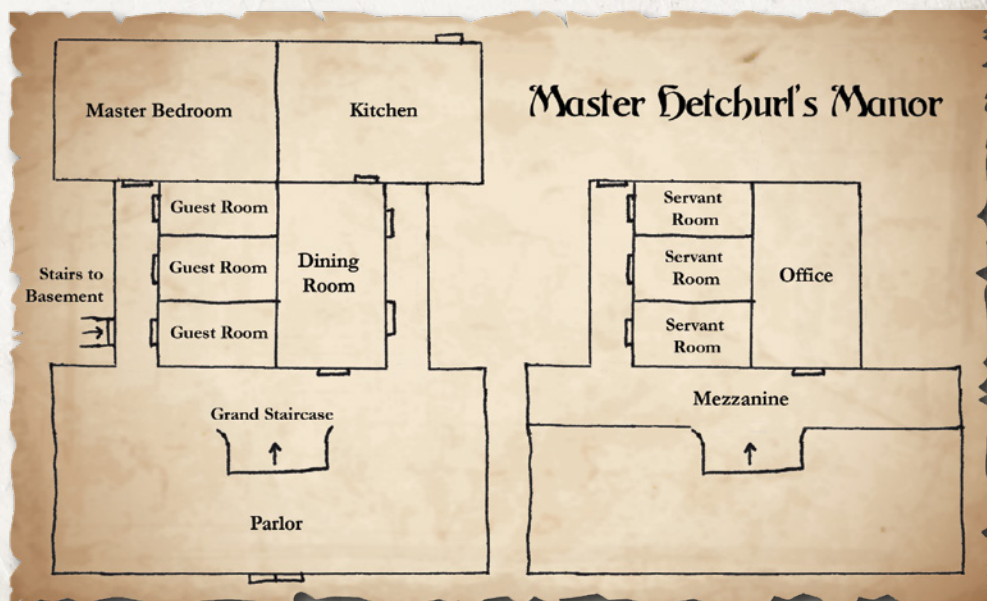 Master Hetchurl's Manor
Master Bedroom
Kitchen
Guest Room
Guest Room
Guest Room
Dining
Room
Stairs to
Basement
Grand Staircase
Parlor
Servant
Room
Servant
Room
Servant
Room
Office
Mezzanine